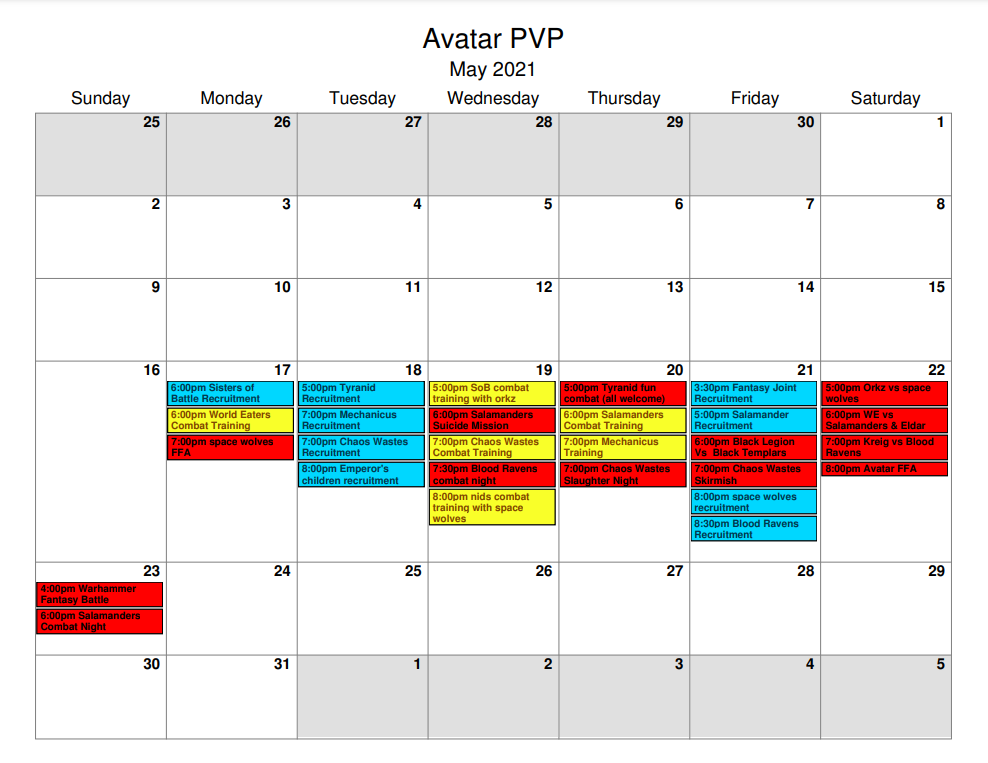 Avatar PVP
May 2021
Sunday Monday Tuesday Wednesday Thursday Friday Saturday
25 26 27 28 29 30 1
2 3 4 5 6 7 8
9 10 11 12 13 14 15
16 17 18 19 20 21 22
6:00pm Sisters of
Battle Recruitment
6:00pm World Eaters
Combat Training
7:00pm space wolves
FFA
5:00pm Tyranid
Recruitment
7:00pm Mechanicus
Recruitment
7:00pm Chaos Wastes
Recruitment
8:00pm Emperor's
children recruitment
5:00pm SoB combat
training with orkz
6:00pm Salamanders
Suicide Mission
7:00pm Chaos Wastes
Combat Training
7:30pm Blood Ravens
combat night
8:00pm nids combat
training with space
wolves
5:00pm Tyranid fun
combat (all welcome)
6:00pm Salamanders
Combat Training
7:00pm Mechanicus
Training
7:00pm Chaos Wastes
Slaughter Night
3:30pm Fantasy Joint
Recruitment
5:00pm Salamander
Recruitment
6:00pm Black Legion
Vs Black Templars
7:00pm Chaos Wastes
Skirmish
8:00pm space wolves
recruitment
8:30pm Blood Ravens
Recruitment
5:00pm Orkz vs space
wolves
6:00pm WE vs
Salamanders & Eldar
7:00pm Kreig vs Blood
Ravens
8:00pm Avatar FFA
23 24 25 26 27 28 29
4:00pm Warhammer
Fantasy Battle
6:00pm Salamanders
Combat Night
30 31 1 2 3 4 5